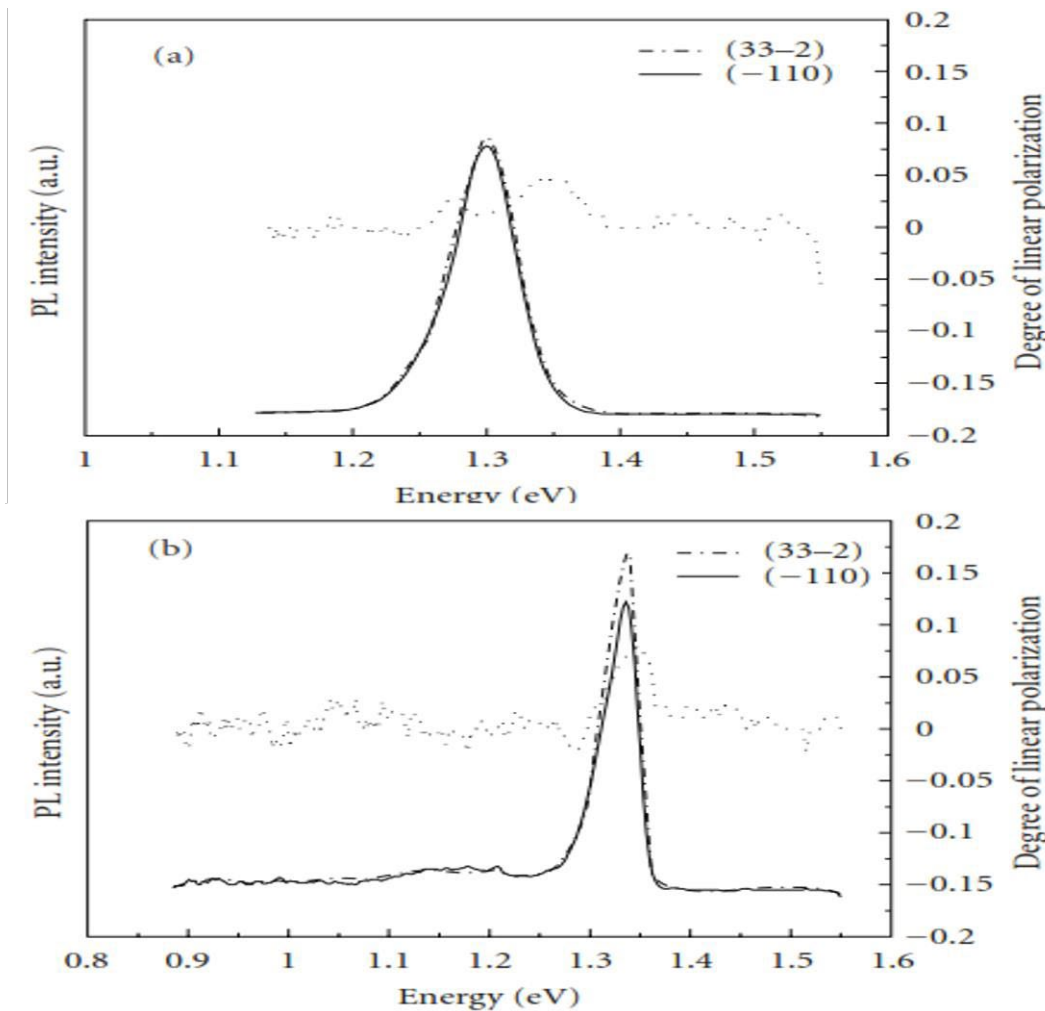 (a)
(33–2)
(−110)
0.2
0.15
0.1
0.05
0
−0.05
−0.1
−0.15
−0.2
PL intensity (a.u.)
Degree of linear polarization
1 1.1 1.2 1.3 1.4 1.5 1.6
Energy (eV)
(b)
(33–2)
(−110)
0.2
0.15
0.1
0.05
0
−0.05
−0.1
−0.15
−0.2
PL intensity (a.u.)
Degree of linear polarization
0.8 0.9 1 1.1 1.2 1.3 1.4 1.5 1.6
Energy (eV)